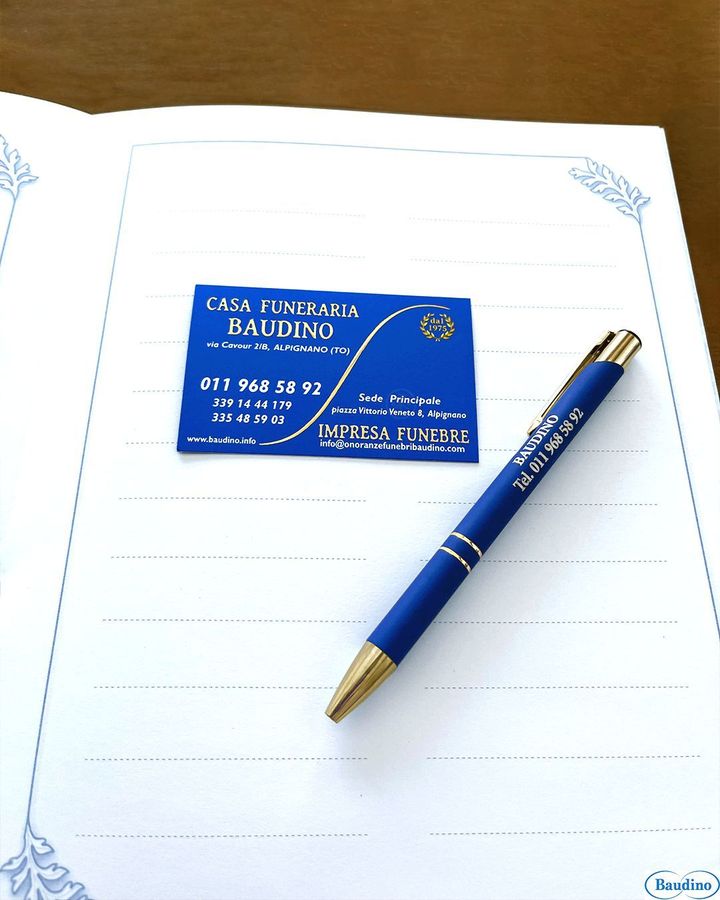 CASA FUNERARIA
BAUDINO
via Cavour 2/B, ALPIGNANO (TO)
dal
1975
011 968 58 92
339 14 44 179
335 48 59 03
Sede Principale
piazza Vittorio Veneto 8, Alpignano
IMPRESA FUNEBRE
www.baudino.info
info@onoranzefunebribaudino.com
BAUDINO
Tel. 011 968 58 92
Baudino